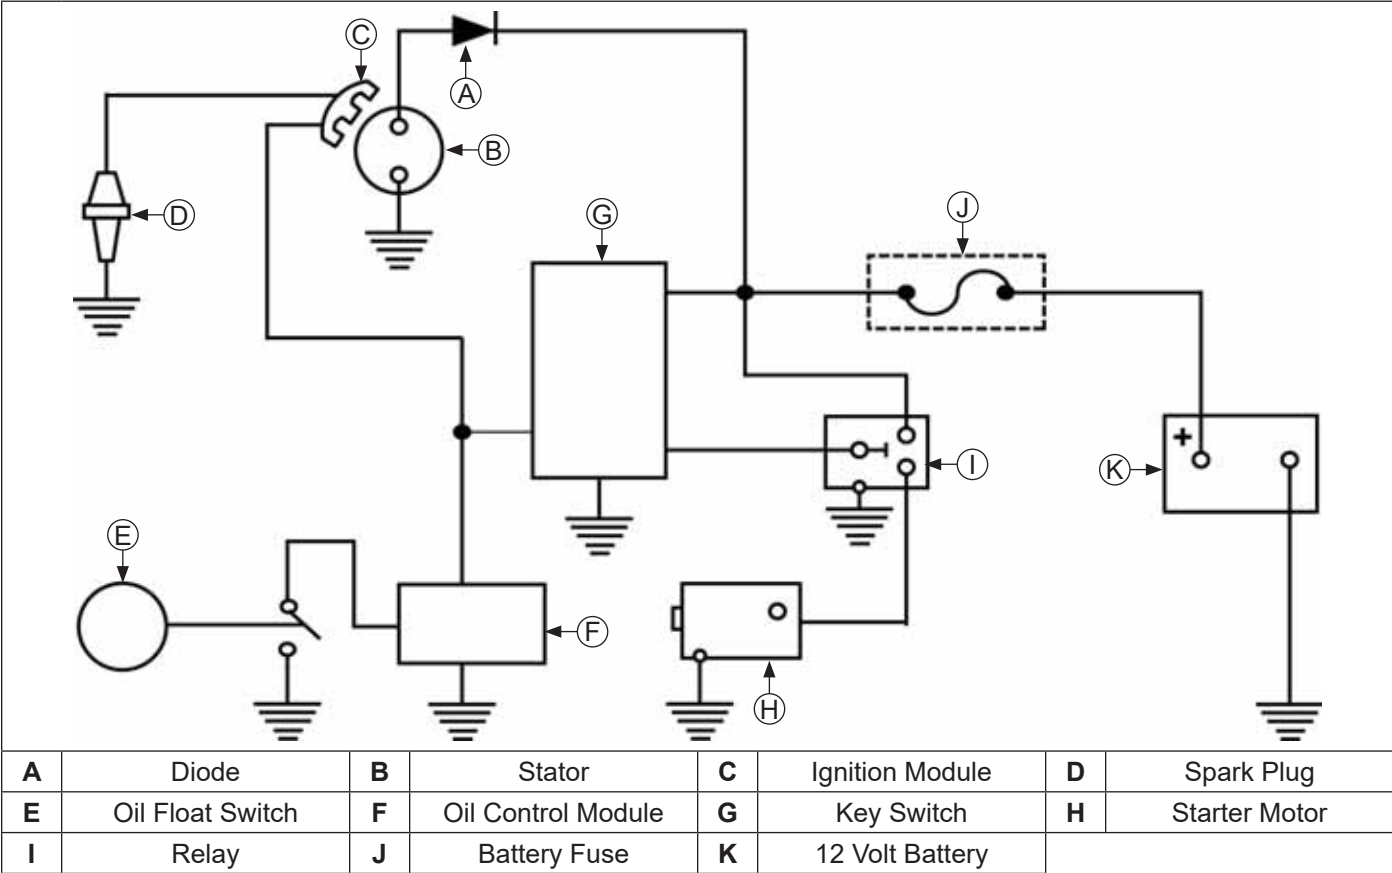 C
A
B
D
G
J
+
I
K
E
F
H
A Diode B Stator C Ignition Module D Spark Plug
E Oil Float Switch F Oil Control Module G Key Switch H Starter Motor
I Relay J Battery Fuse K 12 Volt Battery